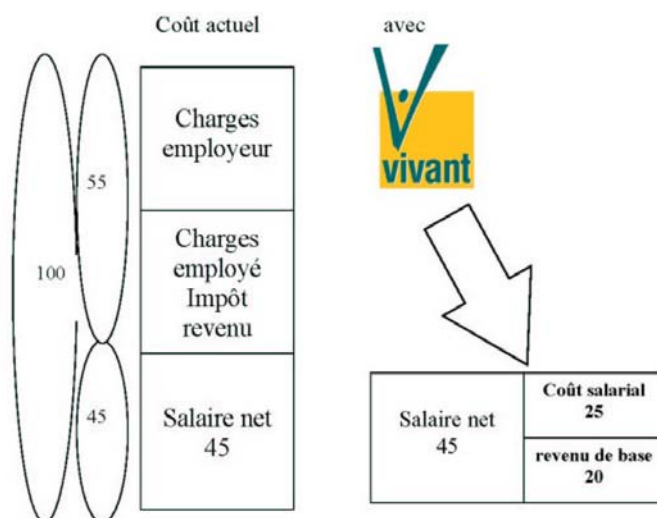 Coût actuel
avec
Charges
employeur
55
vivant
100
Charges
employé
Impôt
revenu
45
Salaire net
45
Salaire net
45
Coût salarial
25
revenu de base
20